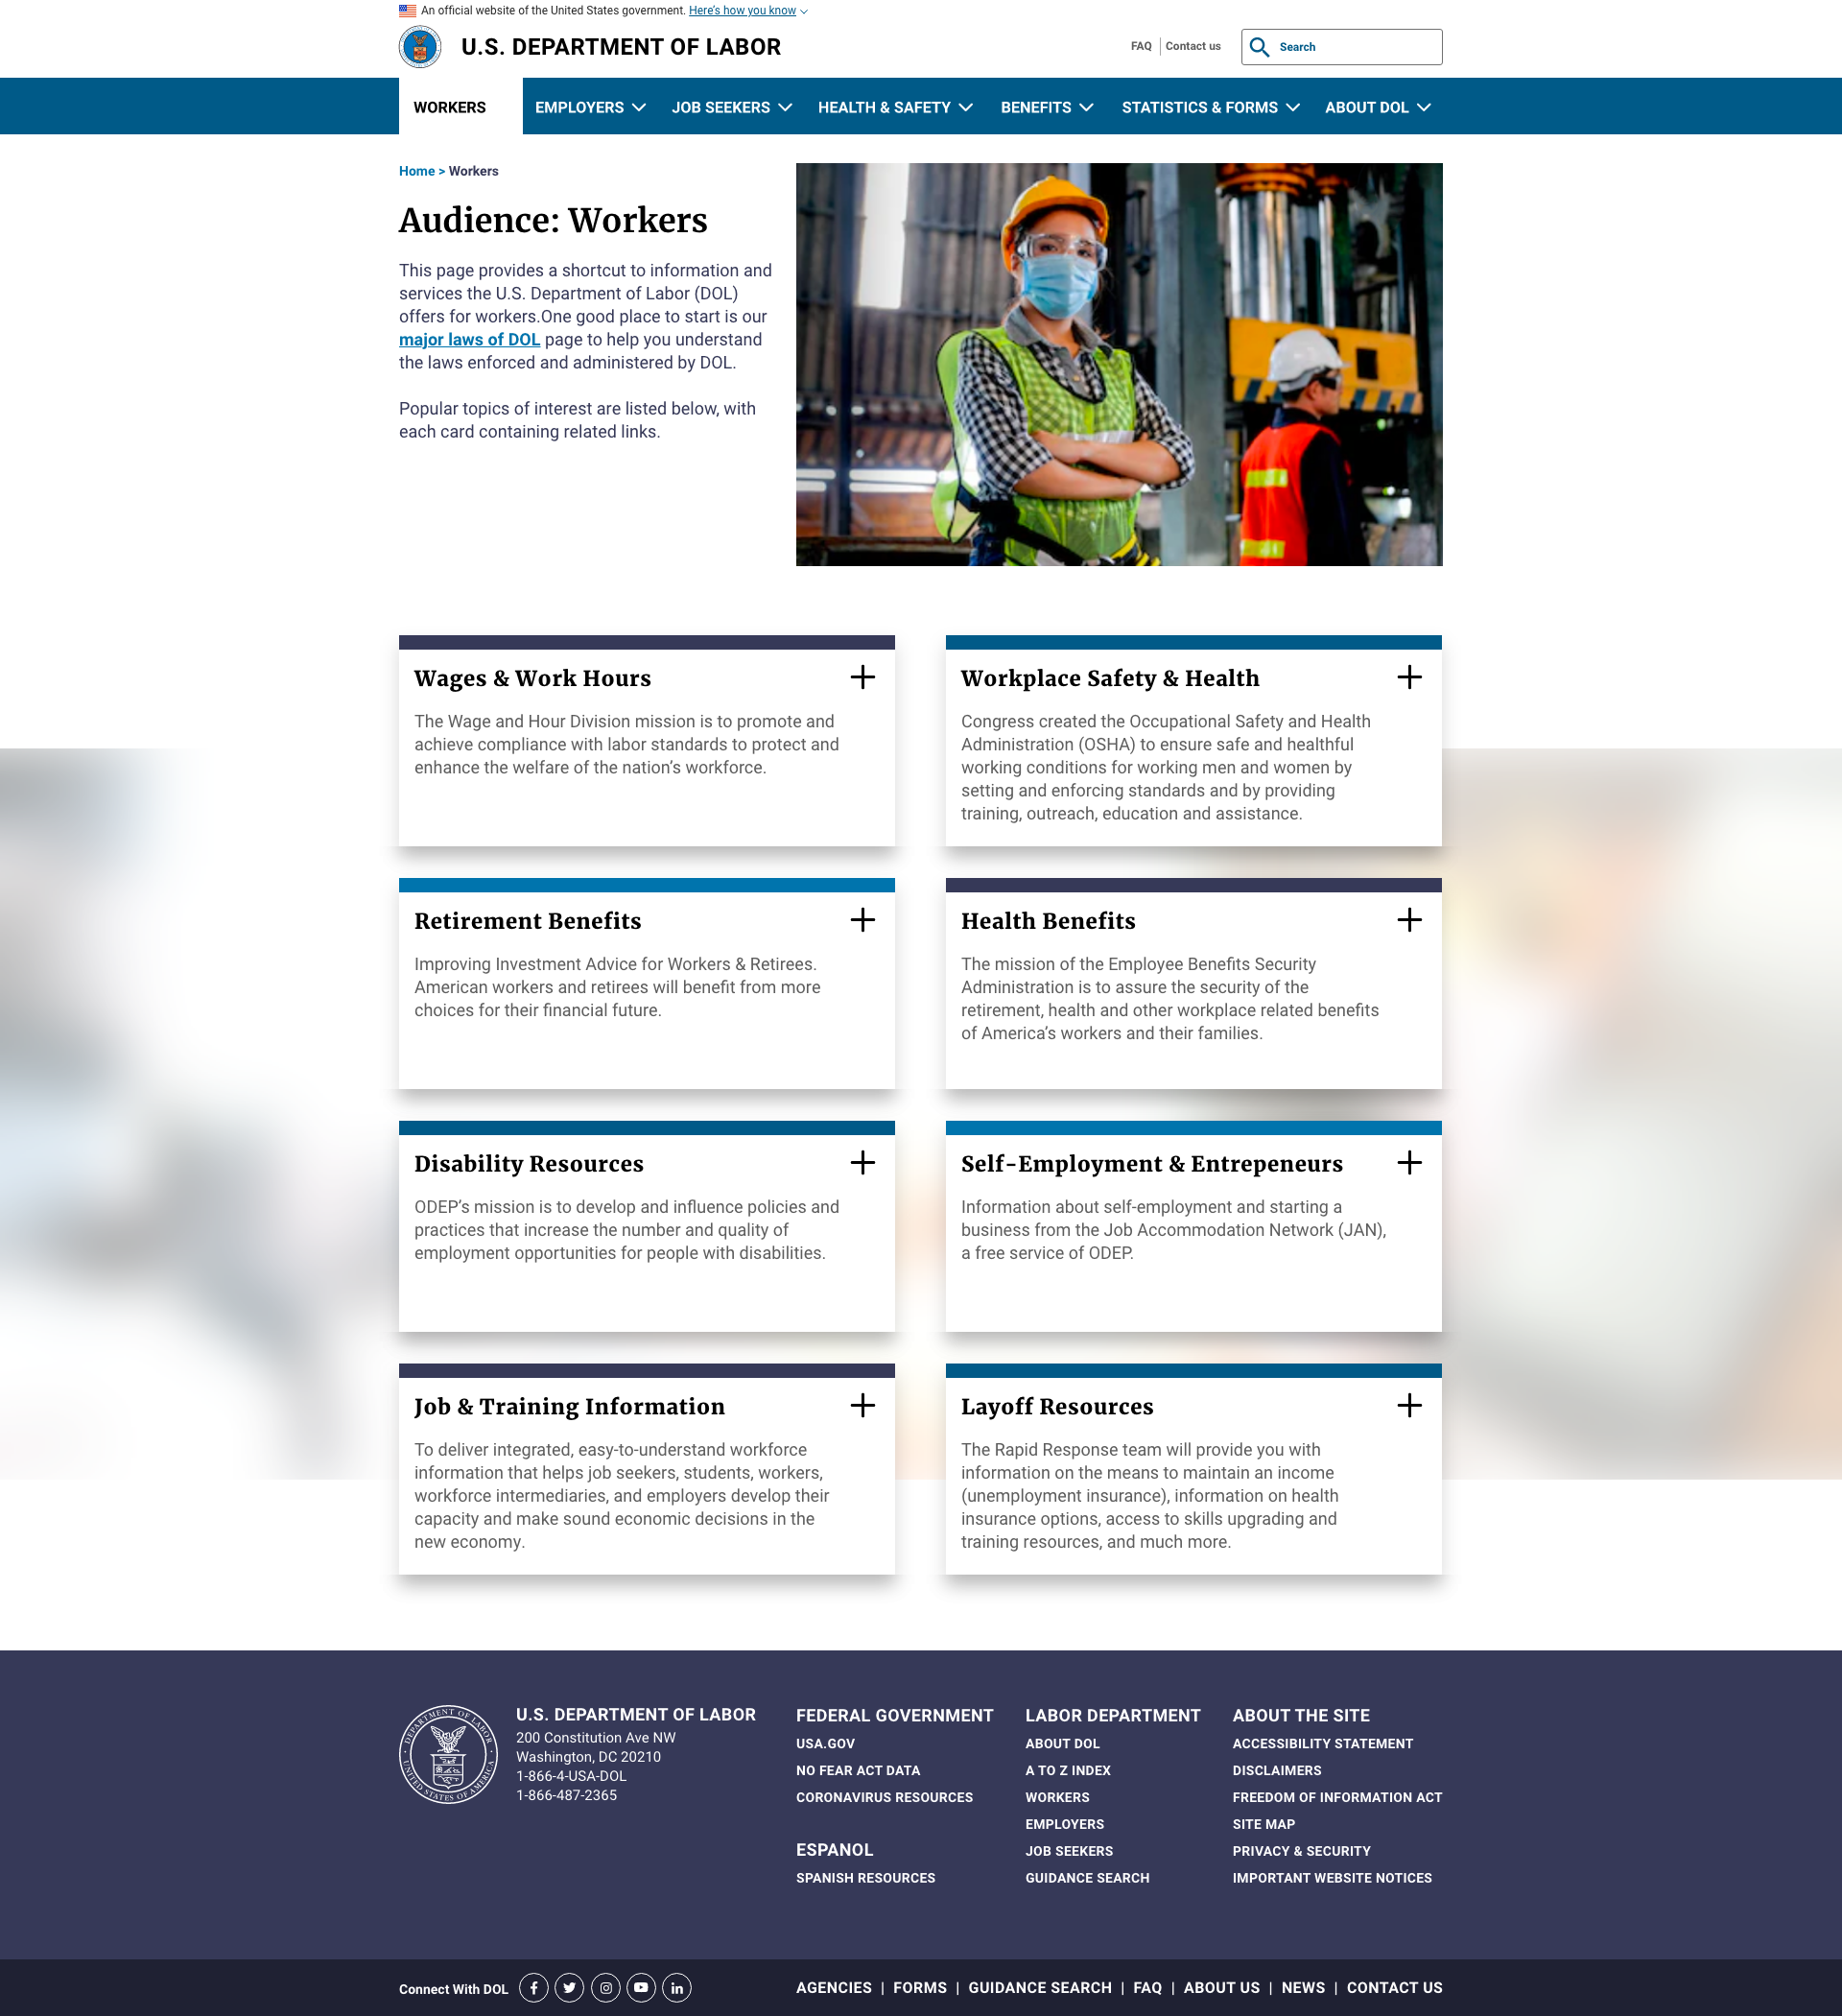 An official website of the United States government. Here's how you know
U.S. DEPARTMENT OF LABOR
FAQ
Contact us
Search
WORKERS
EMPLOYERS
JOB SEEKERS
HEALTH & SAFETY
BENEFITS
STATISTICS & FORMS
ABOUT DOL
Home > Workers
Audience: Workers
This page provides a shortcut to information and
services the U.S. Department of Labor (DOL)
offers for workers.One good place to start is our
major laws of DOL page to help you understand
the laws enforced and administered by DOL.
Popular topics of interest are listed below, with
each card containing related links.
Wages & Work Hours
The Wage and Hour Division mission is to promote and
achieve compliance with labor standards to protect and
enhance the welfare of the nation’s workforce.
Workplace Safety & Health
Congress created the Occupational Safety and Health
Administration (OSHA) to ensure safe and healthful
working conditions for working men and women by
setting and enforcing standards and by providing
training, outreach, education and assistance.
Retirement Benefits
Improving Investment Advice for Workers & Retirees.
American workers and retirees will benefit from more
choices for their financial future.
Health Benefits
The mission of the Employee Benefits Security
Administration is to assure the security of the
retirement, health and other workplace related benefits
of America’s workers and their families.
Disability Resources
ODEP’s mission is to develop and influence policies and
practices that increase the number and quality of
employment opportunities for people with disabilities.
Self-Employment & Entrepeneurs
Information about self-employment and starting a
business from the Job Accommodation Network (JAN),
a free service of ODEP.
Job & Training Information
To deliver integrated, easy-to-understand workforce
information that helps job seekers, students, workers,
workforce intermediaries, and employers develop their
capacity and make sound economic decisions in the
new economy.
Layoff Resources
The Rapid Response team will provide you with
information on the means to maintain an income
(unemployment insurance), information on health
insurance options, access to skills upgrading and
training resources, and much more.
DEPARTMENT OF LABOR
UNITED STATES OF AMERICA
U.S. DEPARTMENT OF LABOR
200 Constitution Ave NW
Washington, DC 20210
1-866-4-USA-DOL
1-866-487-2365
FEDERAL GOVERNMENT
USA.GOV
NO FEAR ACT DATA
CORONAVIRUS RESOURCES
ESPANOL
SPANISH RESOURCES
LABOR DEPARTMENT
ABOUT DOL
A TO Z INDEX
WORKERS
EMPLOYERS
JOB SEEKERS
GUIDANCE SEARCH
ABOUT THE SITE
ACCESSIBILITY STATEMENT
DISCLAIMERS
FREEDOM OF INFORMATION ACT
SITE MAP
PRIVACY & SECURITY
IMPORTANT WEBSITE NOTICES
Connect With DOL
AGENCIES | FORMS | GUIDANCE SEARCH | FAQ | ABOUT US | NEWS | CONTACT US